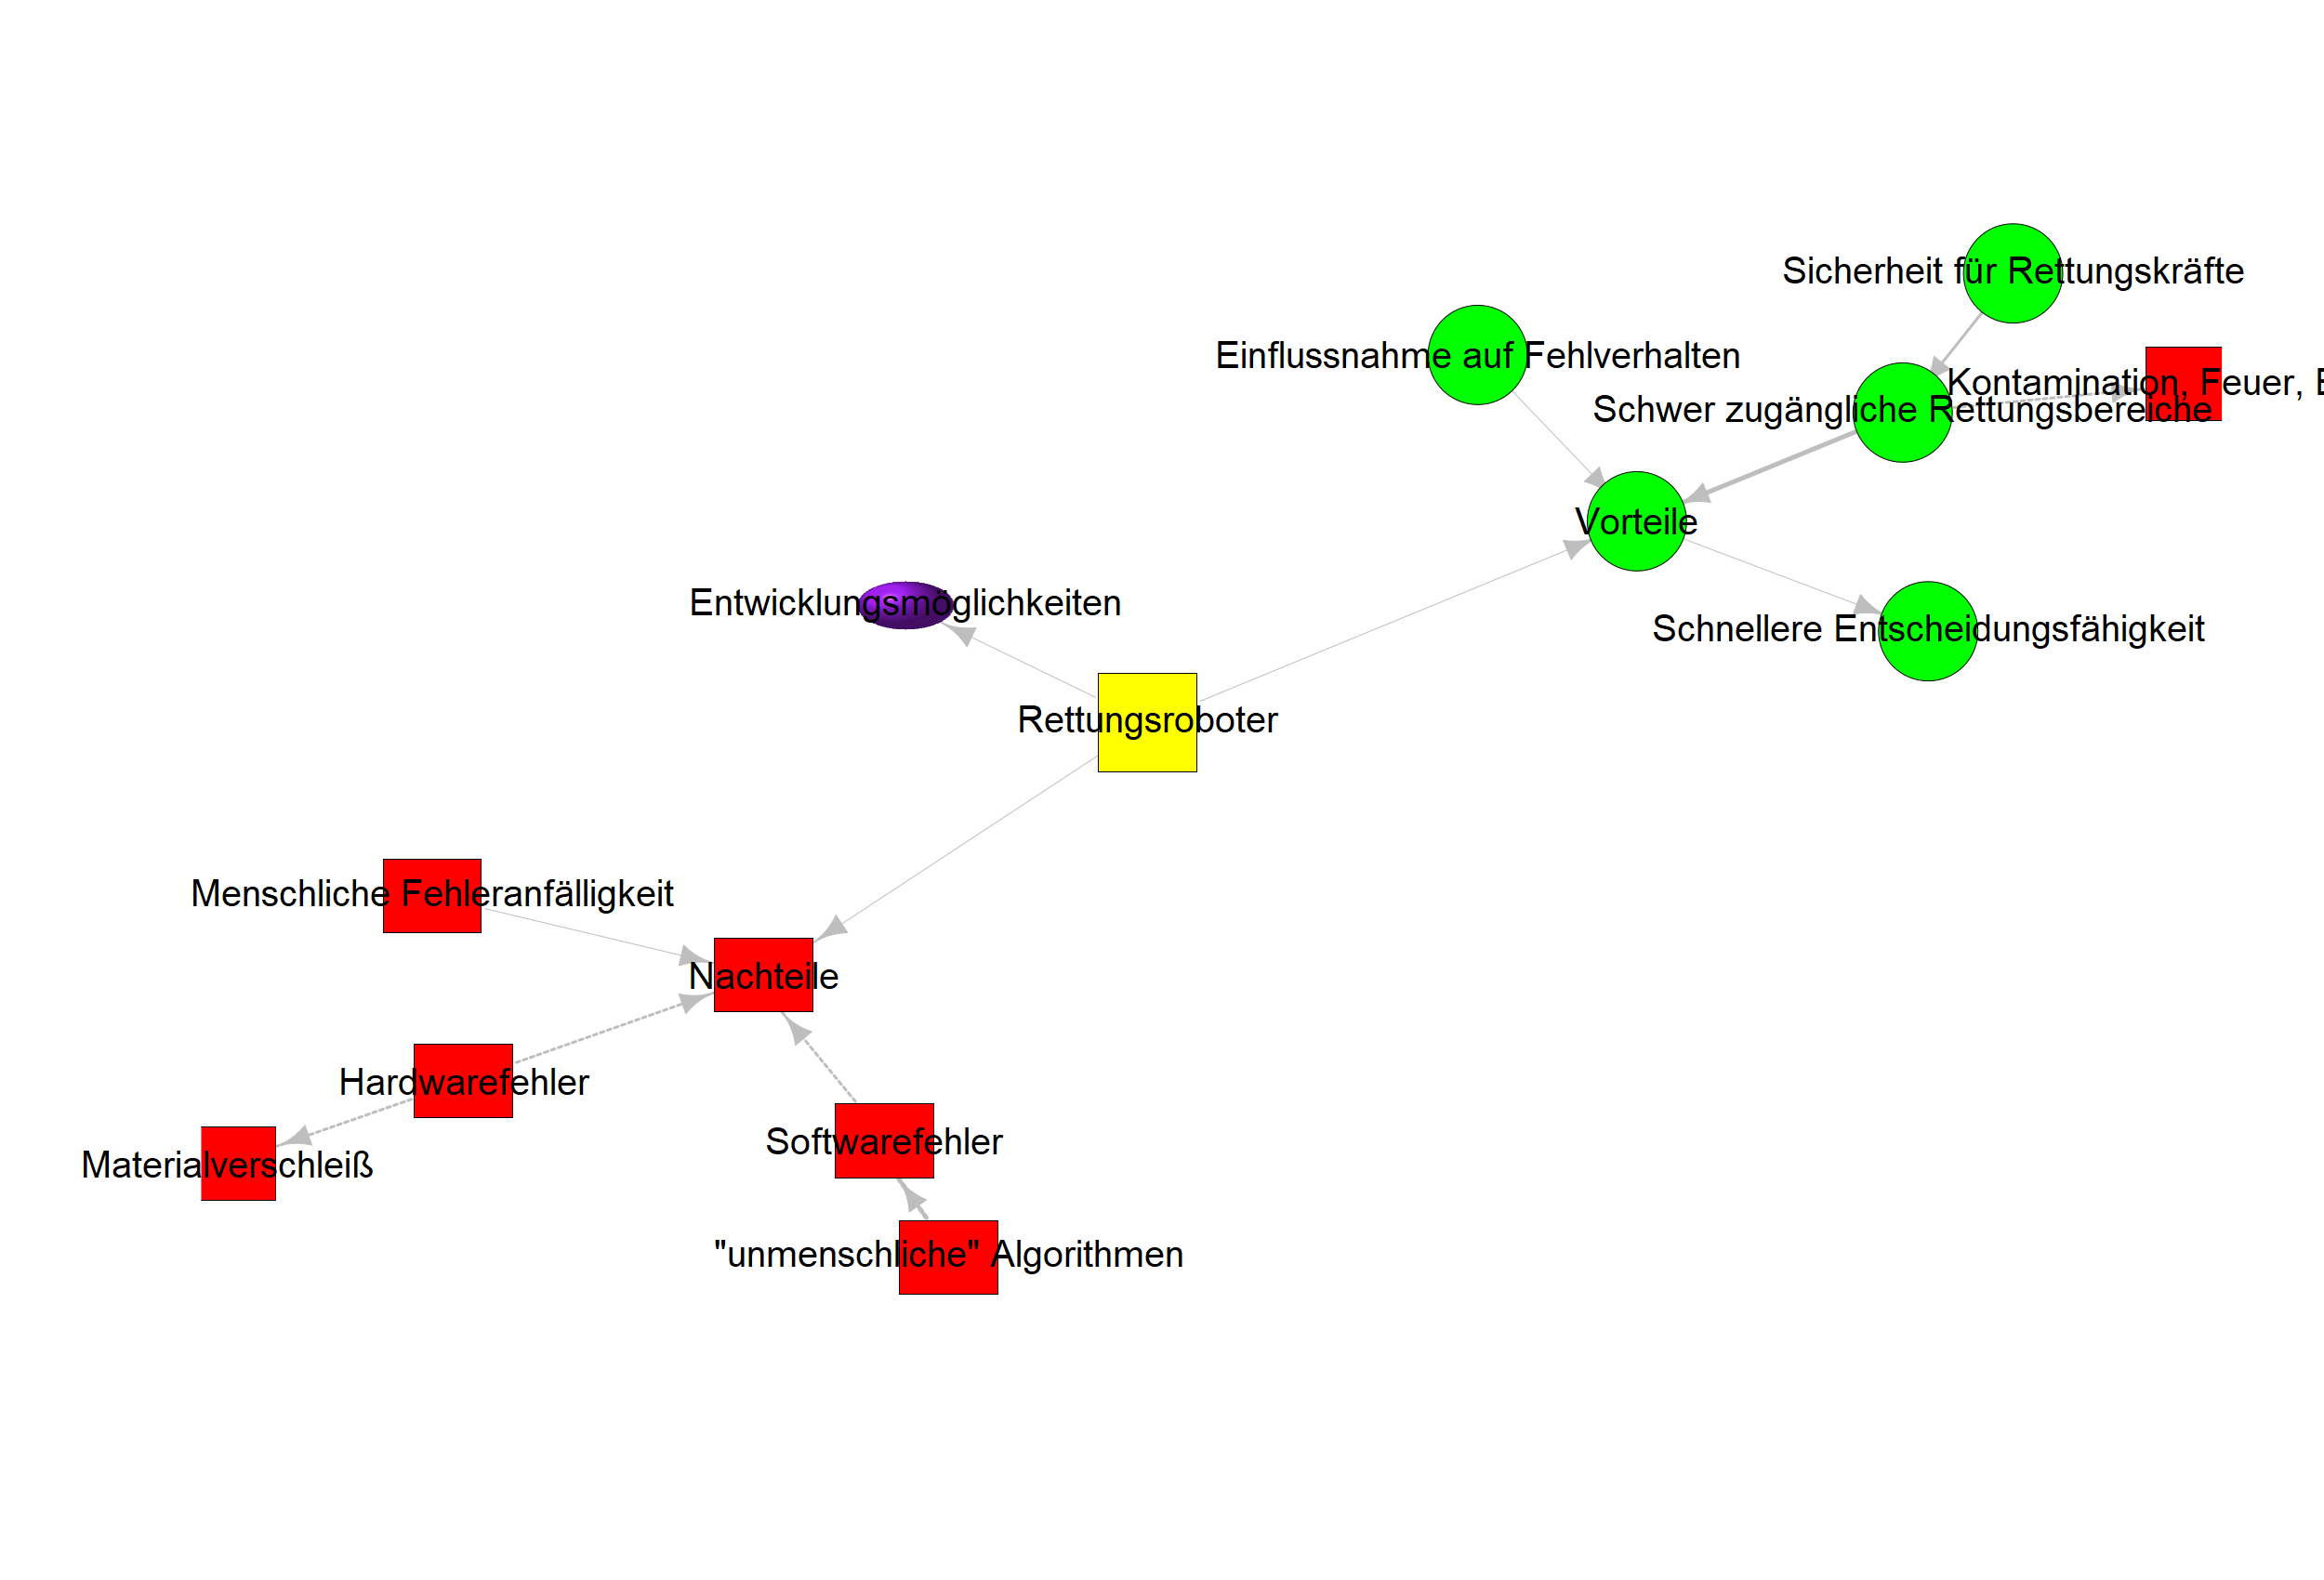 Sicherheit für Rettungskräfte
Einflussnahme auf Fehlverhalten
Kontamination, Feuer,
Schwer zugängliche Rettungsbereiche
Vorteile
Entwicklungsmöglichkeiten
Schnellere Entscheidungsfähigkeit
Rettungsroboter
Menschliche Fehleranfälligkeit
Nachteile
Hardwarefehler
Softwarefehler
Materialverschleiß
"unmenschliche" Algorithmen